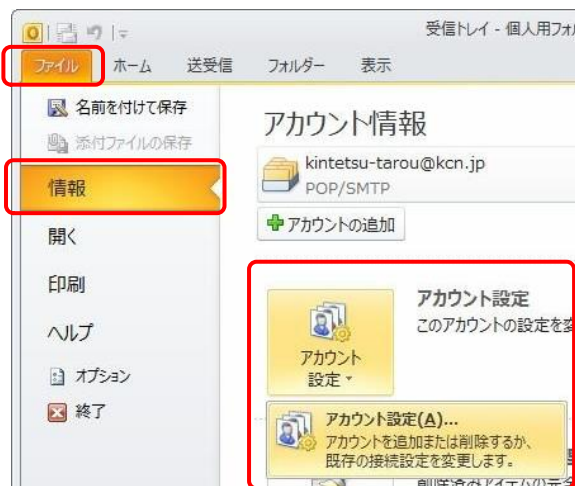 受信トレイ - 個人用フォル
ファイル ホーム 送受信 フォルダー 表示
名前を付けて保存
添付ファイルの保存
情報
開く
印刷
ヘルプ
オプション
終了
アカウント情報
kintetsu-tarou@kcn.jp
POP/SMTP
アカウントの追加
アカウント
設定
アカウント設定
このアカウントの設定を変
アカウント設定(A)...
アカウントを追加または削除するか、
既存の接続設定を変更します。